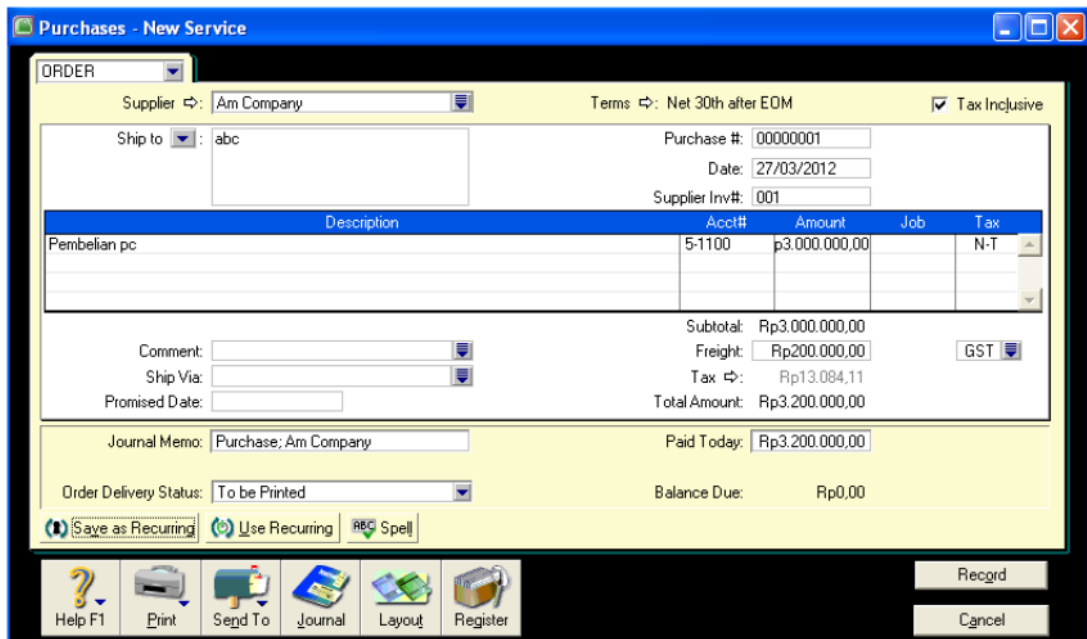 Purchases - New Service
ORDER
Supplier ⇨: Am Company Terms ⇨: Net 30th after EOM Tax Inclusive
Ship to : abc Purchase #: 00000001
Date: 27/03/2012
Supplier Inv#: 001
Description Acct# Amount Job Tax
Pembelian pc 5-1100 p3.000.000,00 N-T
Subtotal: Rp3.000.000,00
Comment: Freight: Rp200.000,00 GST
Ship Via: Tax ⇨: Rp13.084,11
Promised Date: Total Amount: Rp3.200.000,00
Journal Memo: Purchase; Am Company Paid Today: Rp3.200.000,00
Order Delivery Status: To be Printed Balance Due: Rp0,00
Save as Recurring Use Recurring ABC Spell
Help F1 Print Send To Journal Layout Register
Record
Cancel